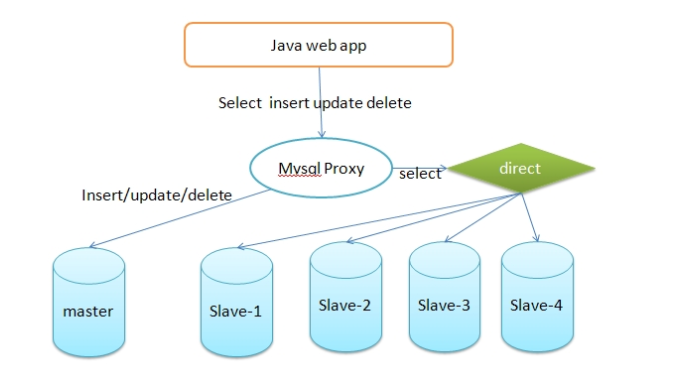 Java web app
Select insert update delete
Mysql Proxy
select
direct
Insert/update/delete
master
Slave-1
Slave-2
Slave-3
Slave-4